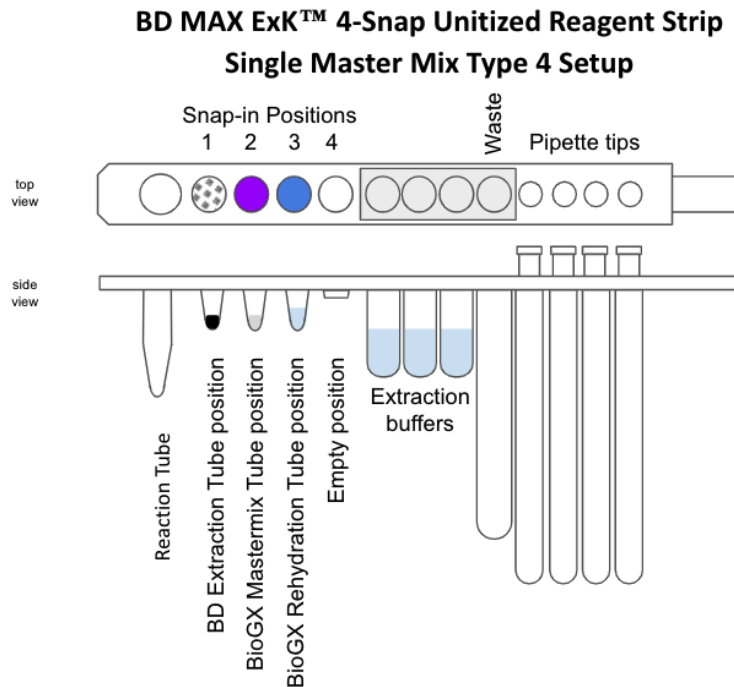 BD MAX ExK™ 4-Snap Unitized Reagent Strip
Single Master Mix Type 4 Setup
Snap-in Positions
1 2 3 4
Waste
Pipette tips
top
view
side
view
Reaction Tube
BD Extraction Tube position
BioGX Mastermix Tube position
BioGX Rehydration Tube position
Empty position
Extraction
buffers